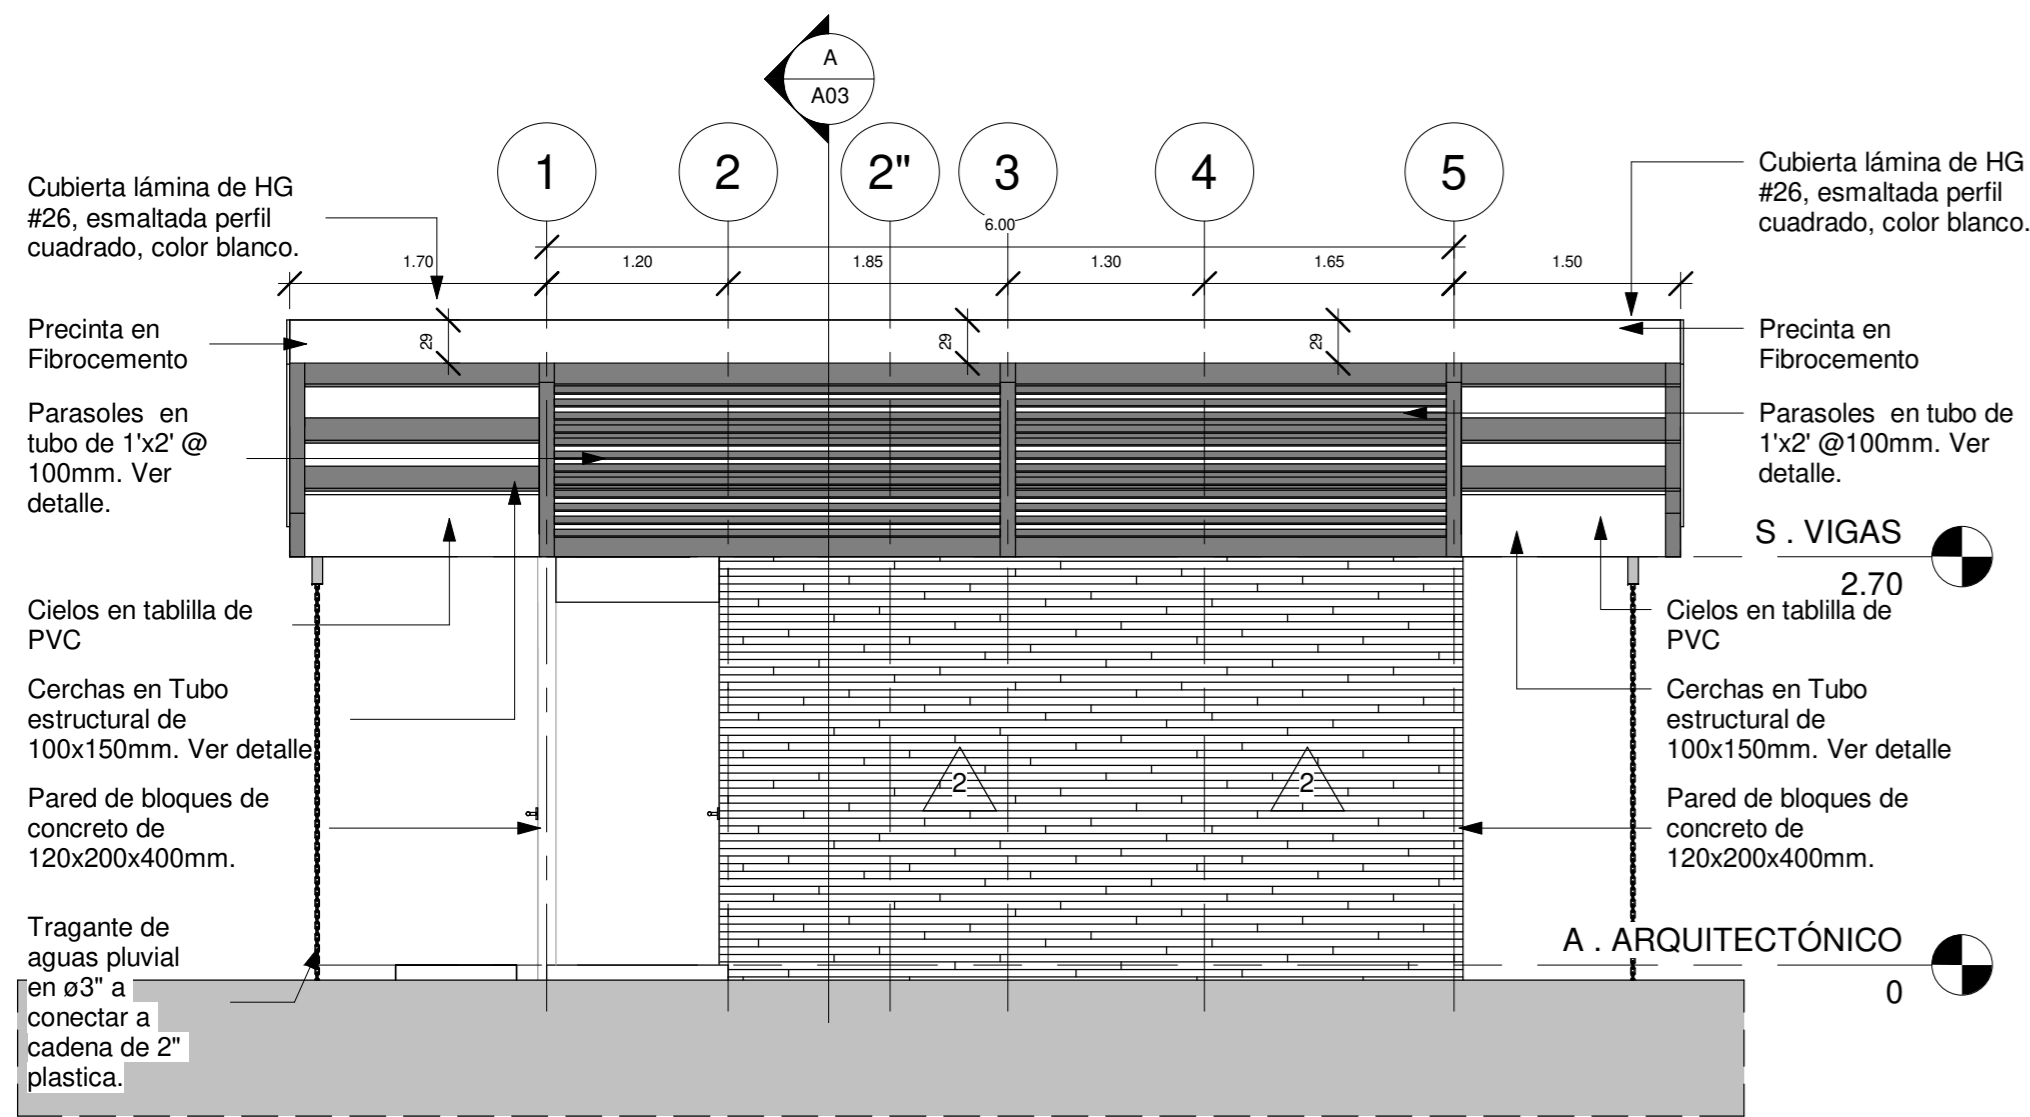 A
A03
1
2
2"
3
4
5
6.00
1.70
1.20
1.85
1.30
1.65
1.50
29
29
29
Cubierta lámina de HG
#26, esmaltada perfil
cuadrado, color blanco.
Precinta en
Fibrocemento
Parasoles en
tubo de 1'x2' @
100mm. Ver
detalle.
Cielos en tablilla de
PVC
Cerchas en Tubo
estructural de
100x150mm. Ver detalle
Pared de bloques de
concreto de
120x200x400mm.
Tragante de
aguas pluvial
en ø3" a
conectar a
cadena de 2"
plastica.
2
2
Cubierta lámina de HG
#26, esmaltada perfil
cuadrado, color blanco.
Precinta en
Fibrocemento
Parasoles en tubo de
1'x2' @100mm. Ver
detalle.
S . VIGAS
2.70
Cielos en tablilla de
PVC
Cerchas en Tubo
estructural de
100x150mm. Ver detalle
Pared de bloques de
concreto de
120x200x400mm.
A . ARQUITECTÓNICO
0